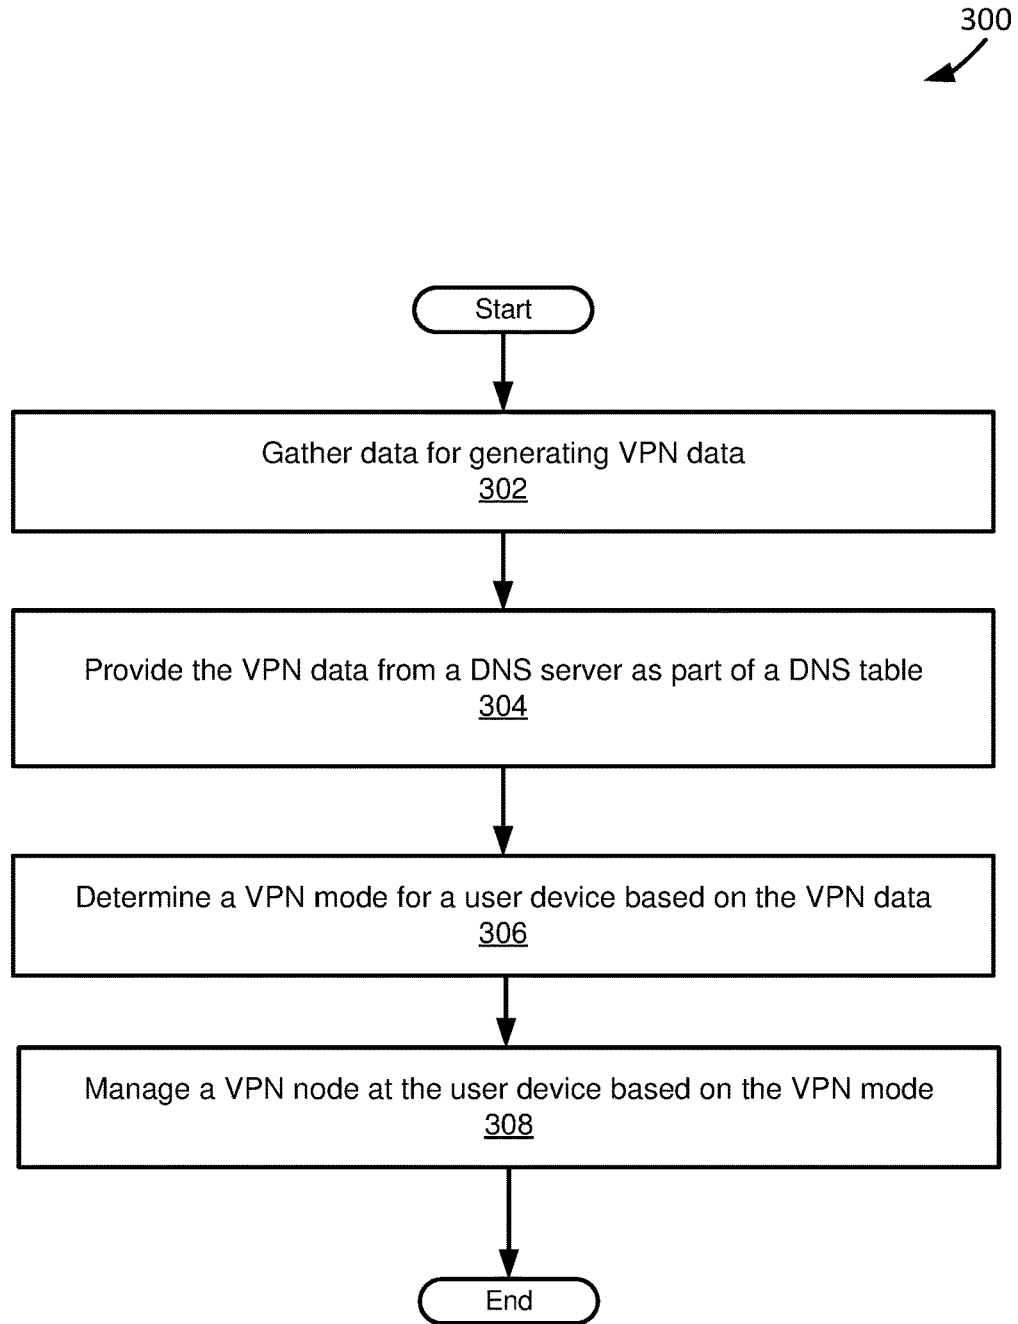 300
Start
Gather data for generating VPN data
302
Provide the VPN data from a DNS server as part of a DNS table
304
Determine a VPN mode for a user device based on the VPN data
306
Manage a VPN node at the user device based on the VPN mode
308
End